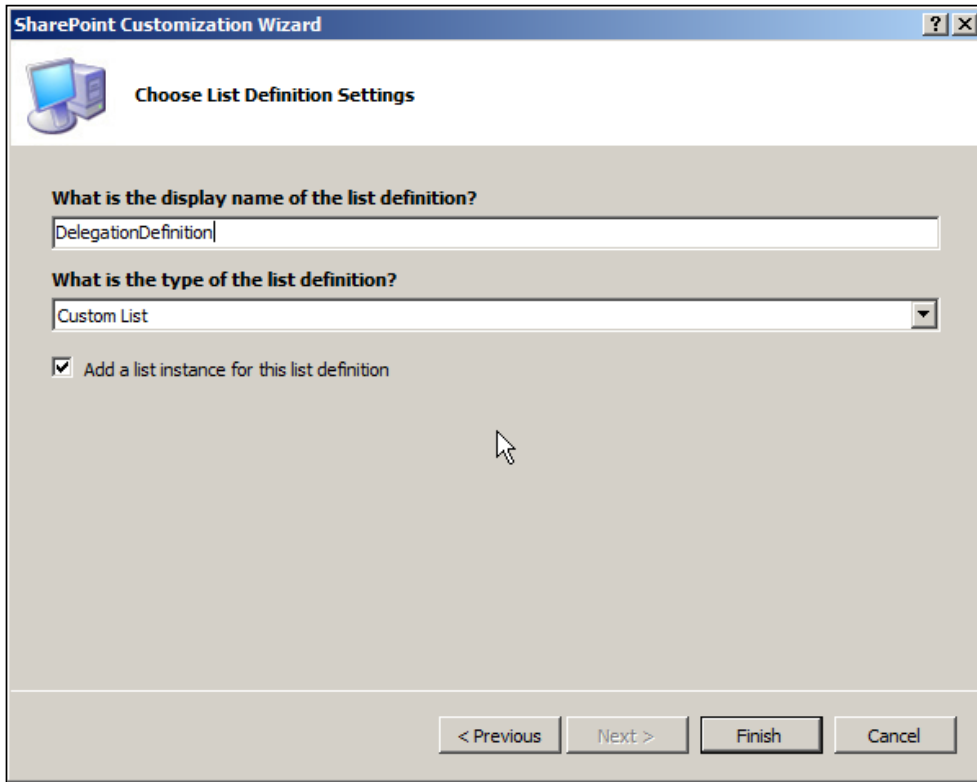 SharePoint Customization Wizard
Choose List Definition Settings
What is the display name of the list definition?
DelegationDefinition
What is the type of the list definition?
Custom List
Add a list instance for this list definition
< Previous Next > Finish Cancel